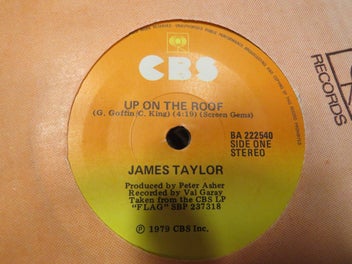 CBS
UP ON THE ROOF
(G. Goffin/C. King) (4:19) (Screen Gems)
BA 222540
SIDE ONE
STEREO
JAMES TAYLOR
Produced by Peter Asher
Recorded by Val Garay
Taken from the CBS LP
"FLAG" SBP 237318
Ⓟ 1979 CBS Inc.
RECORDS